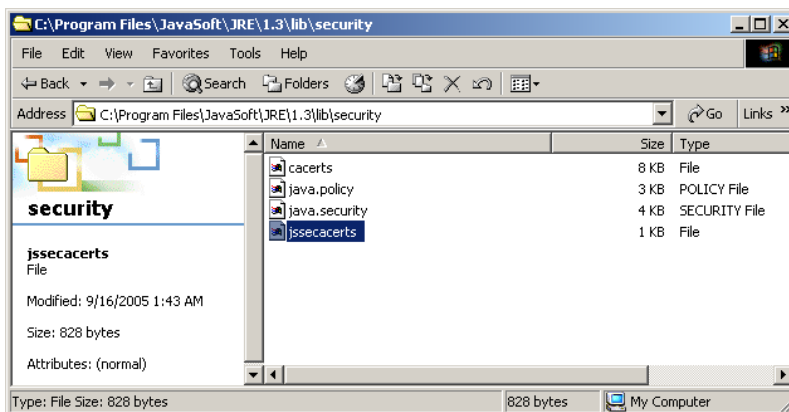 C:\Program Files\JavaSoft\JRE\1.3\lib\security
File Edit View Favorites Tools Help
Back Search Folders
Address C:\Program Files\JavaSoft\JRE\1.3\lib\security Go Links »
security
jssecacerts
File
Modified: 9/16/2005 1:43 AM
Size: 828 bytes
Attributes: (normal)
Name Size Type
cacerts 8 KB File
java.policy 3 KB POLICY File
java.security 4 KB SECURITY File
jssecacerts 1 KB File
Type: File Size: 828 bytes 828 bytes My Computer